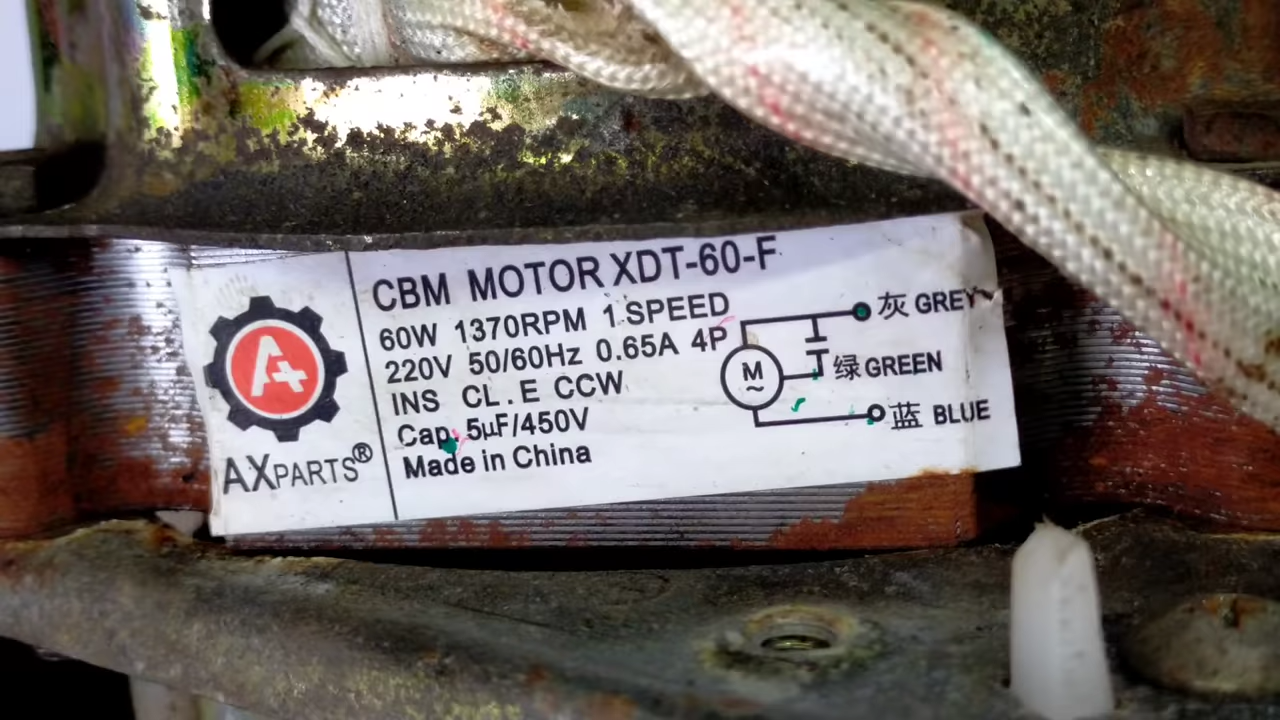 CBM MOTOR XDT-60-F
60W 1370RPM 1.SPEED
220V 50/60Hz 0.65A 4P
INS CL.E CCW
Cap. 5μF/450V
Made in China
A+
AXPARTS®
灰 GREY
M
~
绿 GREEN
蓝 BLUE